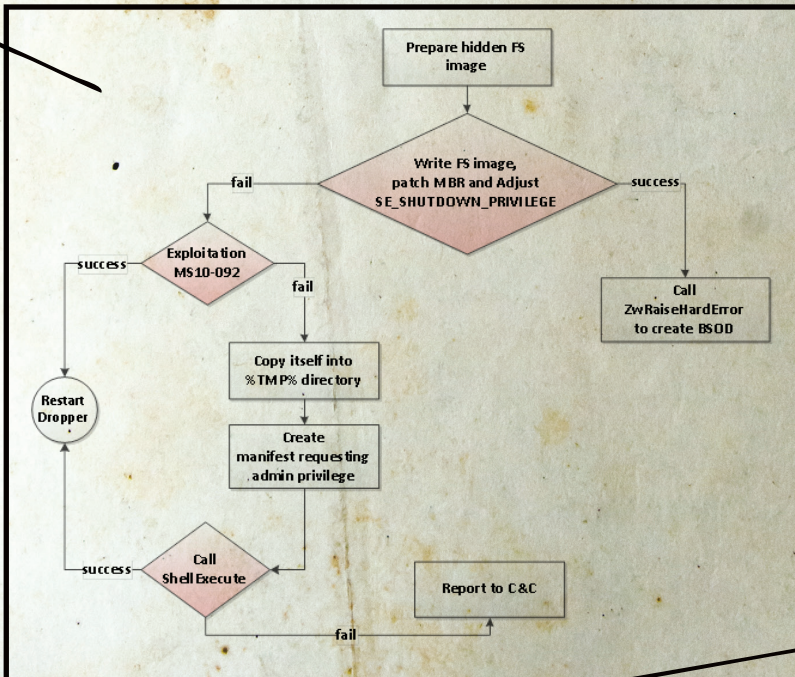 Prepare hidden FS
image
Write FS image,
patch MBR and Adjust
SE_SHUTDOWN_PRIVILEGE
fail
success
Exploitation
MS10-092
success
fail
Call
ZwRaiseHardError
to create BSOD
Copy itself into
%TMP% directory
Restart
Dropper
Create
manifest requesting
admin privilege
Call
ShellExecute
success
Report to C&C
fail